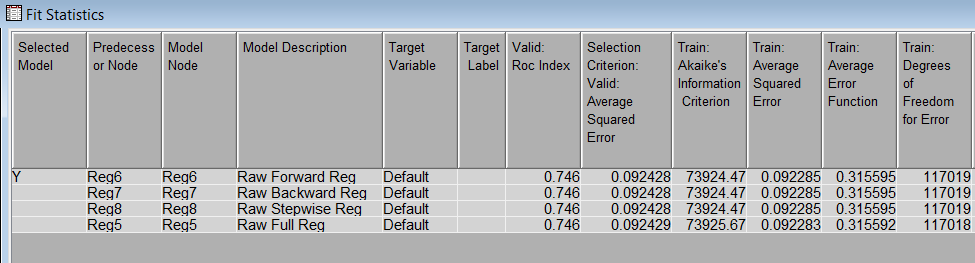 Fit Statistics
Selected Model Predecess or Node Model Node Model Description Target Variable Target Label Valid: Roc Index Selection Criterion: Valid: Average Squared Error Train: Akaike's Information Criterion Train: Average Squared Error Train: Average Error Function Train: Degrees of Freedom for Error
Y Reg6 Reg6 Raw Forward Reg Default 0.746 0.092428 73924.47 0.092285 0.315595 117019
Reg7 Reg7 Raw Backward Reg Default 0.746 0.092428 73924.47 0.092285 0.315595 117019
Reg8 Reg8 Raw Stepwise Reg Default 0.746 0.092428 73924.47 0.092285 0.315595 117019
Reg5 Reg5 Raw Full Reg Default 0.746 0.092429 73925.67 0.092283 0.315592 117018